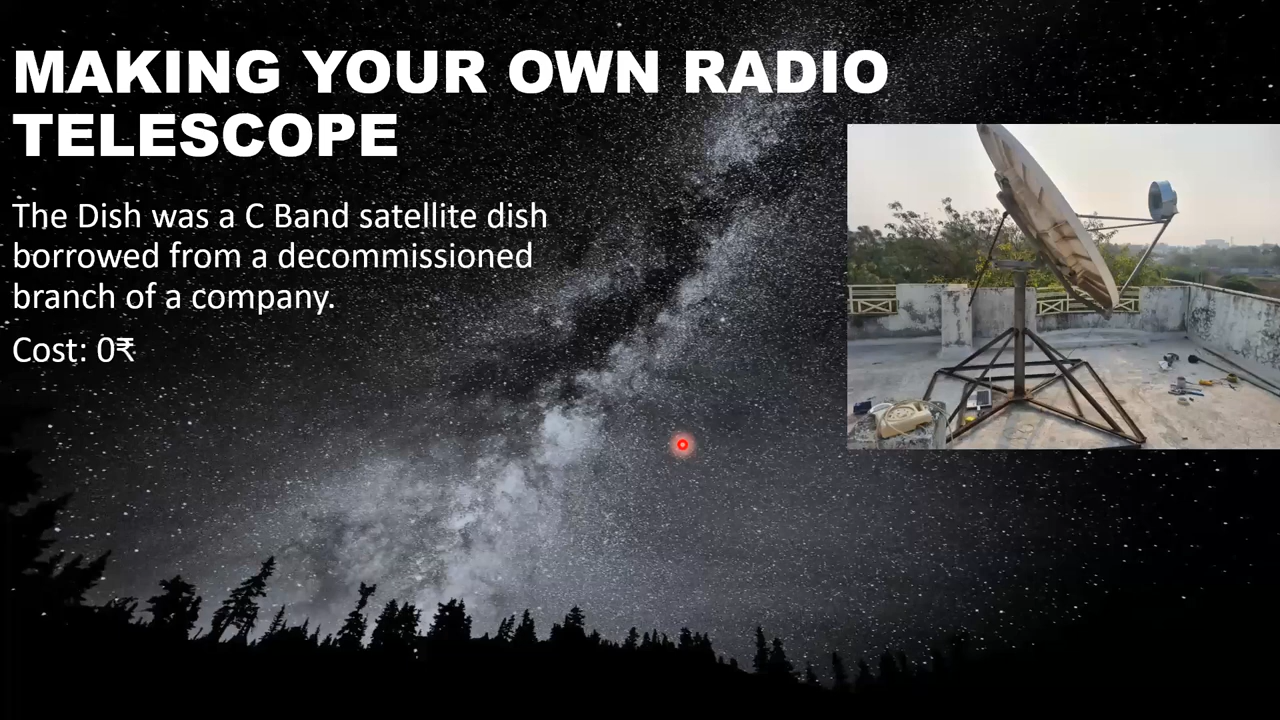 MAKING YOUR OWN RADIO
TELESCOPE
The Dish was a C Band satellite dish
borrowed from a decommissioned
branch of a company.
Cost: 0₹